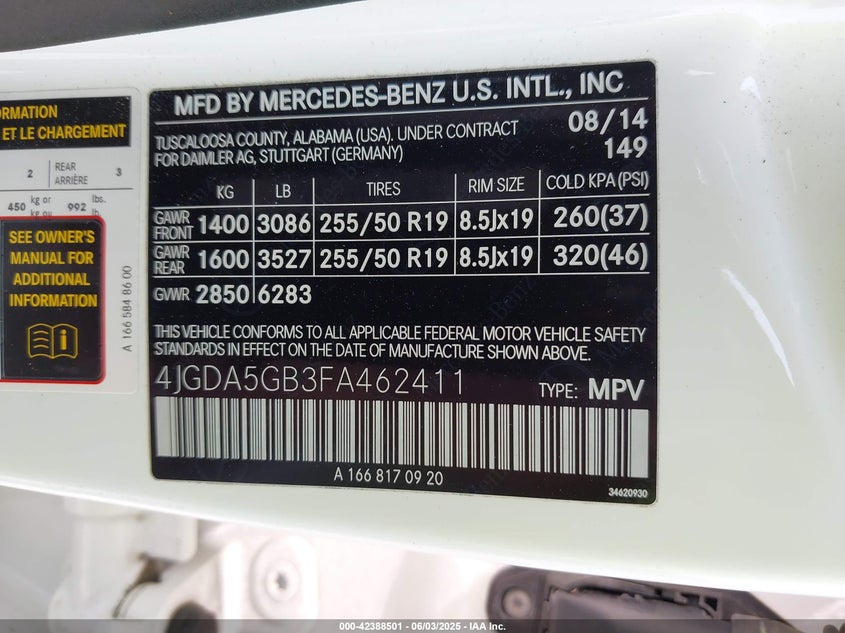 ORMATION
ET LE CHARGEMENT
2 REAR ARRIÈRE 3
450 kg or kg ou 992 lbs. lb.
SEE OWNER'S
MANUAL FOR
ADDITIONAL
INFORMATION
A 166 584 86 00
MFD BY MERCEDES-BENZ U.S. INTL., INC
TUSCALOOSA COUNTY, ALABAMA (USA). UNDER CONTRACT
FOR DAIMLER AG, STUTTGART (GERMANY)
08/14
149
KG LB TIRES RIM SIZE COLD KPA(PSI)
GAWR FRONT 1400 3086 255/50 R19 8.5Jx19 260(37)
GAWR REAR 1600 3527 255/50 R19 8.5Jx19 320(46)
GVWR 2850 6283
THIS VEHICLE CONFORMS TO ALL APPLICABLE FEDERAL MOTOR VEHICLE SAFETY
STANDARDS IN EFFECT ON THE DATE OF MANUFACTURE SHOWN ABOVE.
4JGDA5GB3FA462411 TYPE: MPV
A 166 817 09 20
34620930
000-42388501 - 06/03/2025 - IAA Inc.